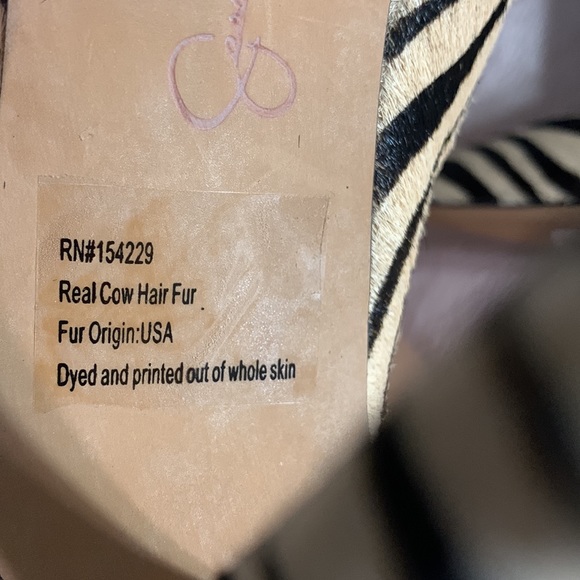 RN#154229
Real Cow Hair Fur
Fur Origin:USA
Dyed and printed out of whole skin